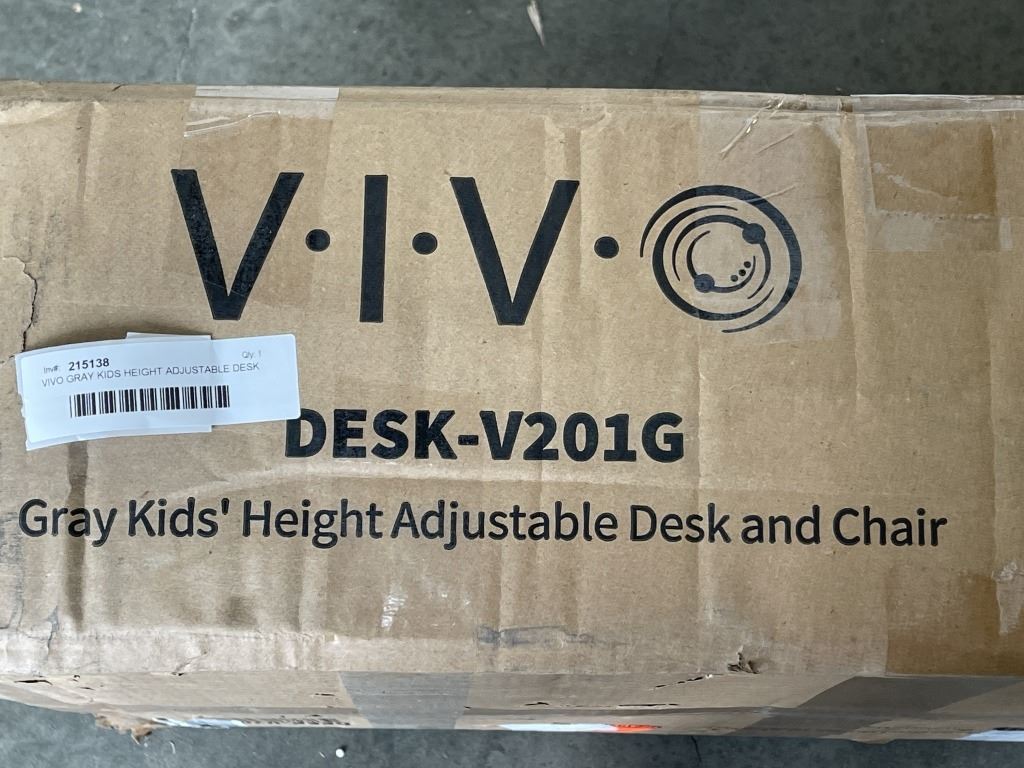 V·I·V·O
Inv#: 215138 Qty: 1
VIVO GRAY KIDS HEIGHT ADJUSTABLE DESK
DESK-V201G
Gray Kids' Height Adjustable Desk and Chair